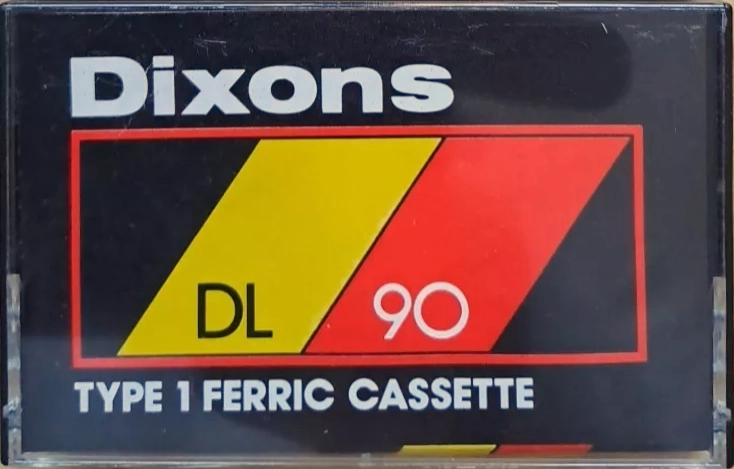 Dixons
DL 90
TYPE 1 FERRIC CASSETTE